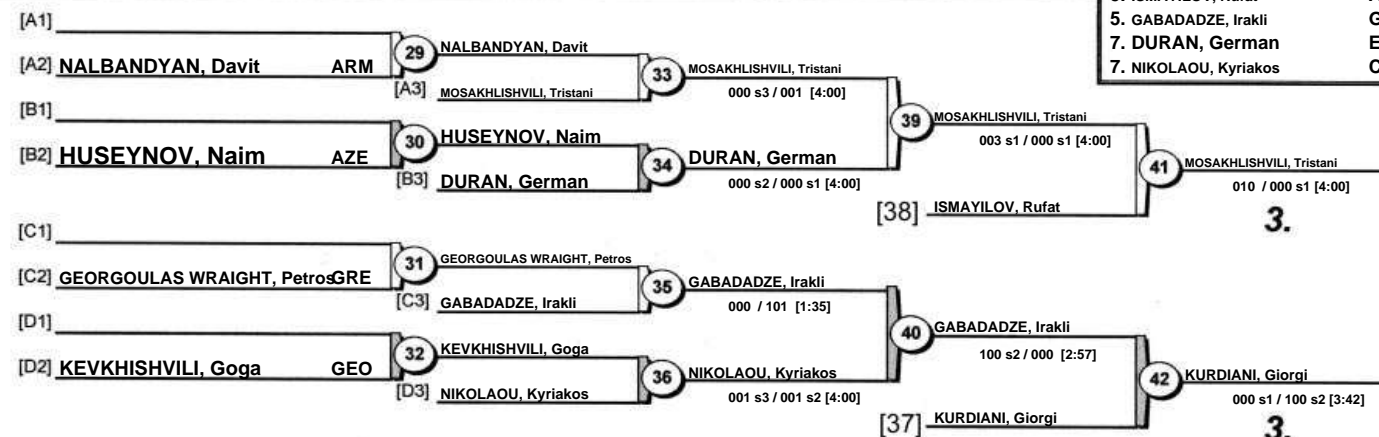 5. GABADADZE, Irakli G
7. DURAN, German E
7. NIKOLAOU, Kyriakos C
[A1]
[A2] NALBANDYAN, Davit ARM
29 NALBANDYAN, Davit
[A3] MOSAKHLISHVILI, Tristani
33 MOSAKHLISHVILI, Tristani
000 s3 / 001 [4:00]
[B1]
[B2] HUSEYNOV, Naim AZE
30 HUSEYNOV, Naim
[B3] DURAN, German
34 DURAN, German
000 s2 / 000 s1 [4:00]
39 MOSAKHLISHVILI, Tristani
003 s1 / 000 s1 [4:00]
[38] ISMAYILOV, Rufat
41 MOSAKHLISHVILI, Tristani
010 / 000 s1 [4:00]
3.
[C1]
[C2] GEORGOULAS WRAIGHT, PetrosGRE
31 GEORGOULAS WRAIGHT, Petros
[C3] GABADADZE, Irakli
35 GABADADZE, Irakli
000 / 101 [1:35]
[D1]
[D2] KEVKHISHVILI, Goga GEO
32 KEVKHISHVILI, Goga
[D3] NIKOLAOU, Kyriakos
36 NIKOLAOU, Kyriakos
001 s3 / 001 s2 [4:00]
40 GABADADZE, Irakli
100 s2 / 000 [2:57]
[37] KURDIANI, Giorgi
42 KURDIANI, Giorgi
000 s1 / 100 s2 [3:42]
3.